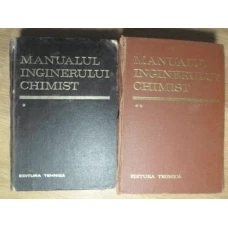 MANUALUL
INGINERULUI
CHIMIST
*
EDITURA TEHNICĂ
MANUALUL
INGINERULUI
CHIMIST
**
EDITURA TEHNICĂ